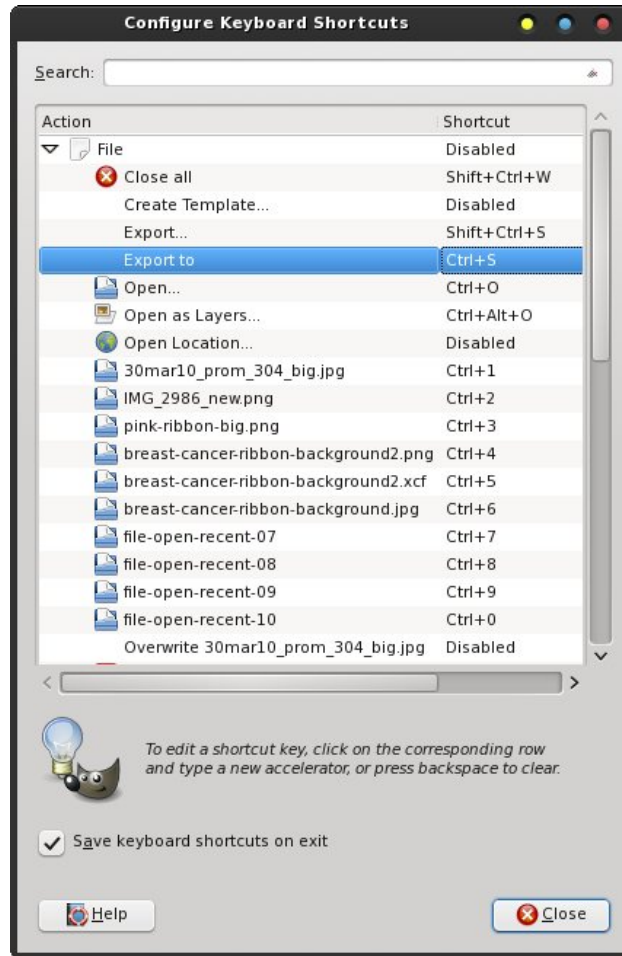 Configure Keyboard Shortcuts
Search:
Action Shortcut
File Disabled
Close all Shift+Ctrl+W
Create Template... Disabled
Export... Shift+Ctrl+S
Export to Ctrl+S
Open... Ctrl+O
Open as Layers... Ctrl+Alt+O
Open Location... Disabled
30mar10_prom_304_big.jpg Ctrl+1
IMG_2986_new.png Ctrl+2
pink-ribbon-big.png Ctrl+3
breast-cancer-ribbon-background2.png Ctrl+4
breast-cancer-ribbon-background2.xcf Ctrl+5
breast-cancer-ribbon-background.jpg Ctrl+6
file-open-recent-07 Ctrl+7
file-open-recent-08 Ctrl+8
file-open-recent-09 Ctrl+9
file-open-recent-10 Ctrl+0
Overwrite 30mar10_prom_304_big.jpg Disabled
To edit a shortcut key, click on the corresponding row
and type a new accelerator, or press backspace to clear.
Save keyboard shortcuts on exit
Help Close